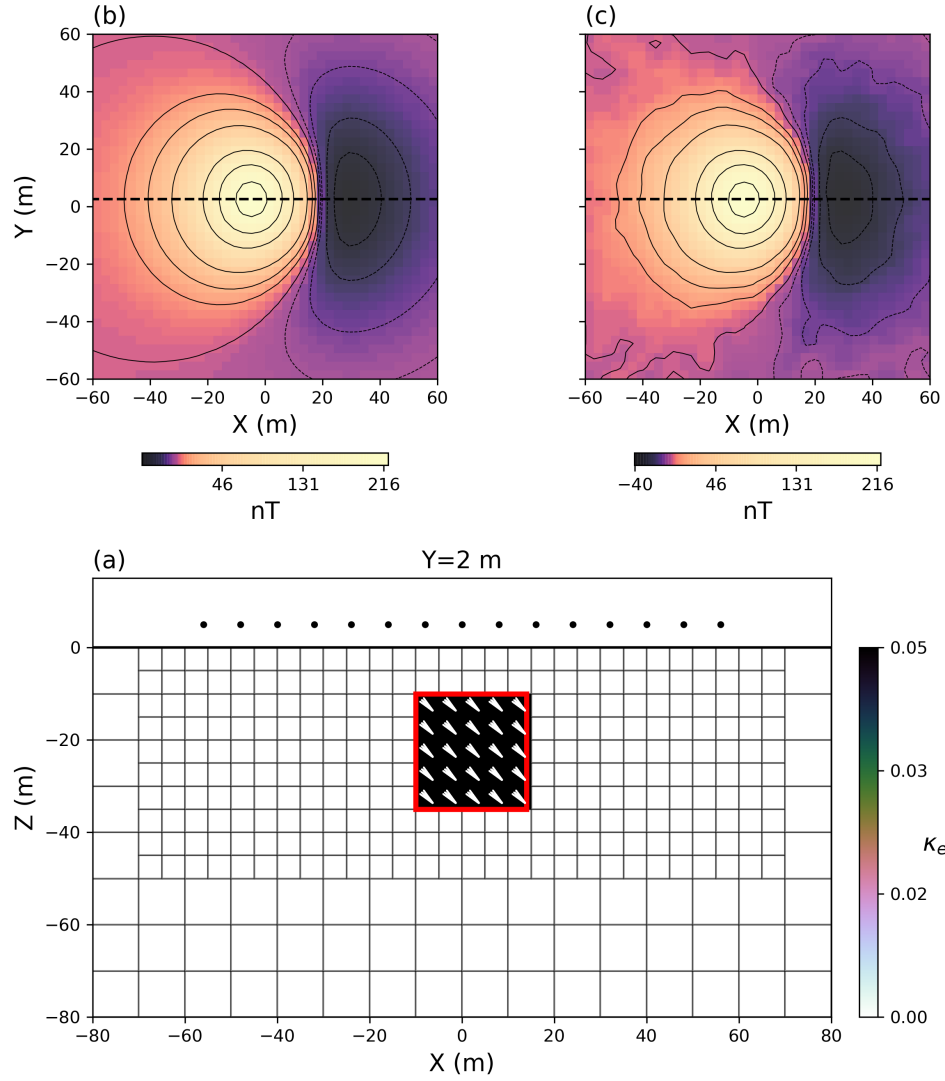 (b) (c)
60 40 20 0 −20 −40 −60
Y (m)
−60 −40 −20 0 20 40 60
−60 −40 −20 0 20 40 60
X (m) X (m)
46 131 216
−40 46 131 216
nT nT
(a) Y=2 m
0 −20 −40 −60 −80
Z (m)
−80 −60 −40 −20 0 20 40 60 80
X (m)
0.05
0.03
κe
0.02
0.00